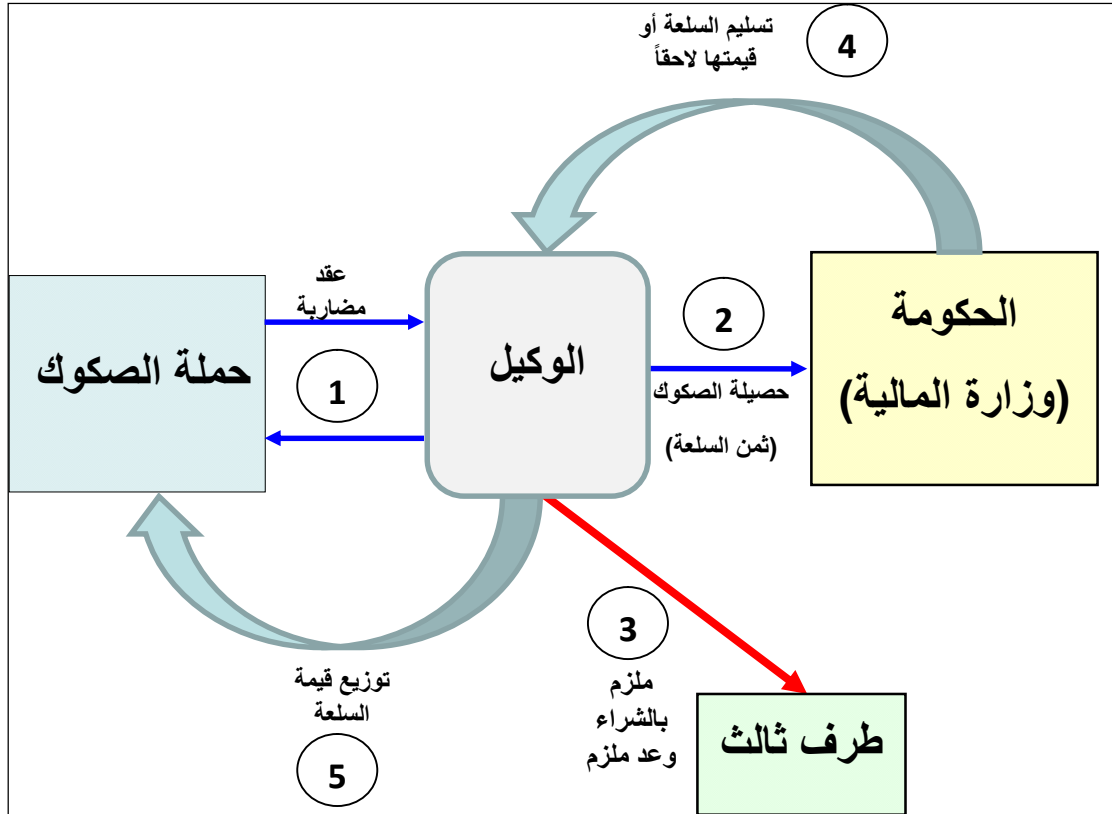 تسليم السلعة أو
قيمتها لاحقاً
4
عقد
مضاربة
1
حملة الصكوك
الوكيل
2
حصيلة الصكوك
(ثمن السلعة)
الحكومة
(وزارة المالية)
3
ملزم
بالشراء
وعد ملزم
طرف ثالث
توزيع قيمة
السلعة
5